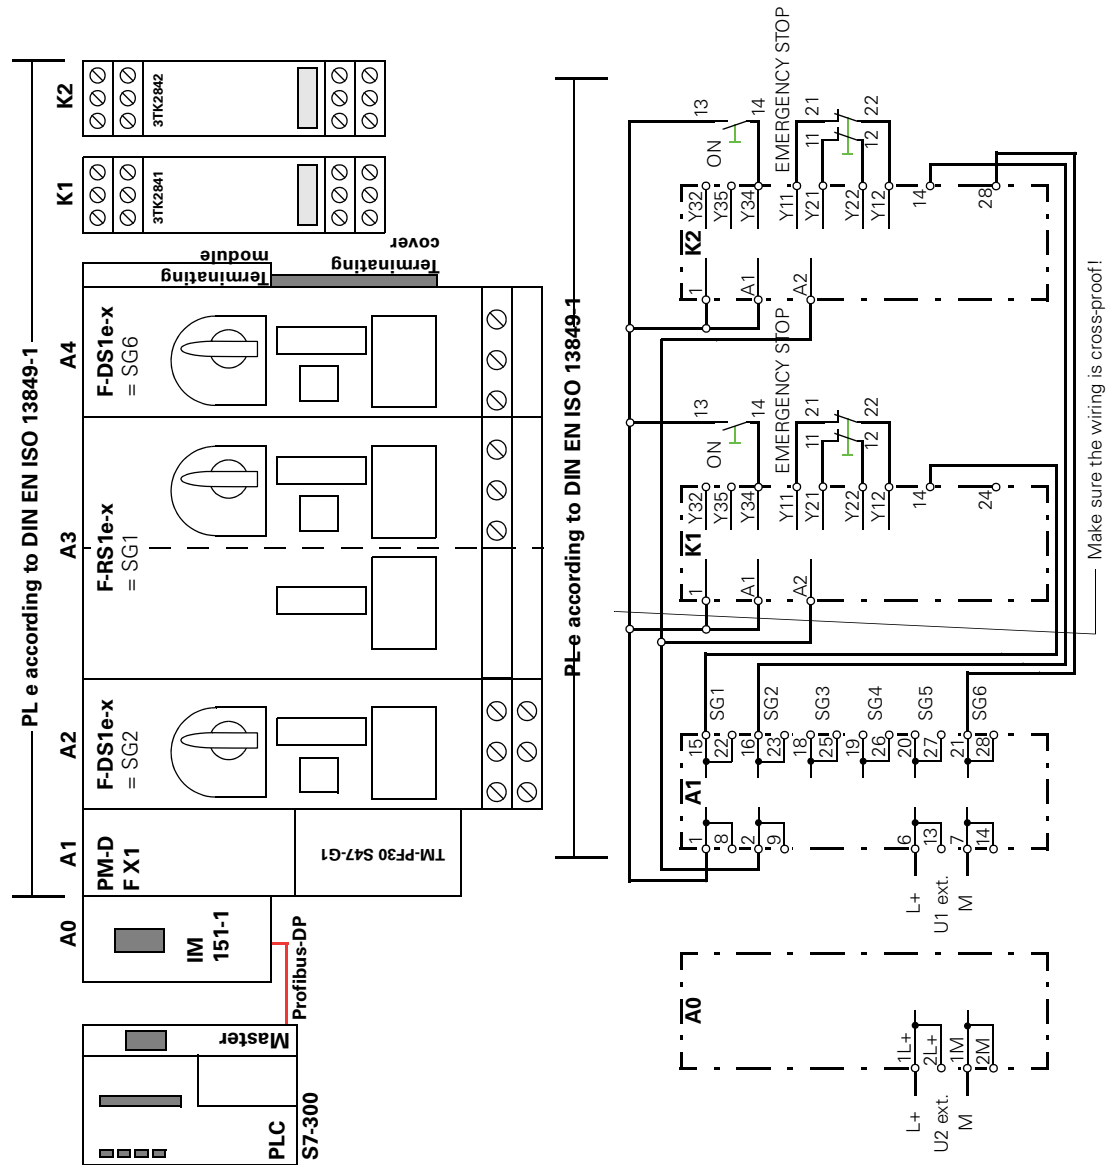 PL e according to DIN EN ISO 13849-1
A0
A1
A2
A3
A4
K1
K2
PLC
S7-300
Master
Profibus-DP
IM
151-1
PM-D
F X1
TM-PF30 S47-G1
F-DS1e-x
= SG2
F-RS1e-x
= SG1
F-DS1e-x
= SG6
Terminating
module
Terminating
cover
3TK2841
3TK2842
PL e according to DIN EN ISO 13849-1
A0
1L+
2L+
1M
2M
L+
U2 ext.
M
A1
1
8
2
9
6
13
7
14
L+
U1 ext.
M
15
22
16
23
18
25
19
26
20
27
21
28
SG1
SG2
SG3
SG4
SG5
SG6
K1
1
A1
A2
Y32
Y35
Y34
Y11
Y21
Y22
Y12
14
24
ON
13
14
EMERGENCY STOP
11
21
12
22
K2
1
A1
A2
Y32
Y35
Y34
Y11
Y21
Y22
Y12
14
28
ON
13
14
EMERGENCY STOP
11
21
12
22
Make sure the wiring is cross-proof!